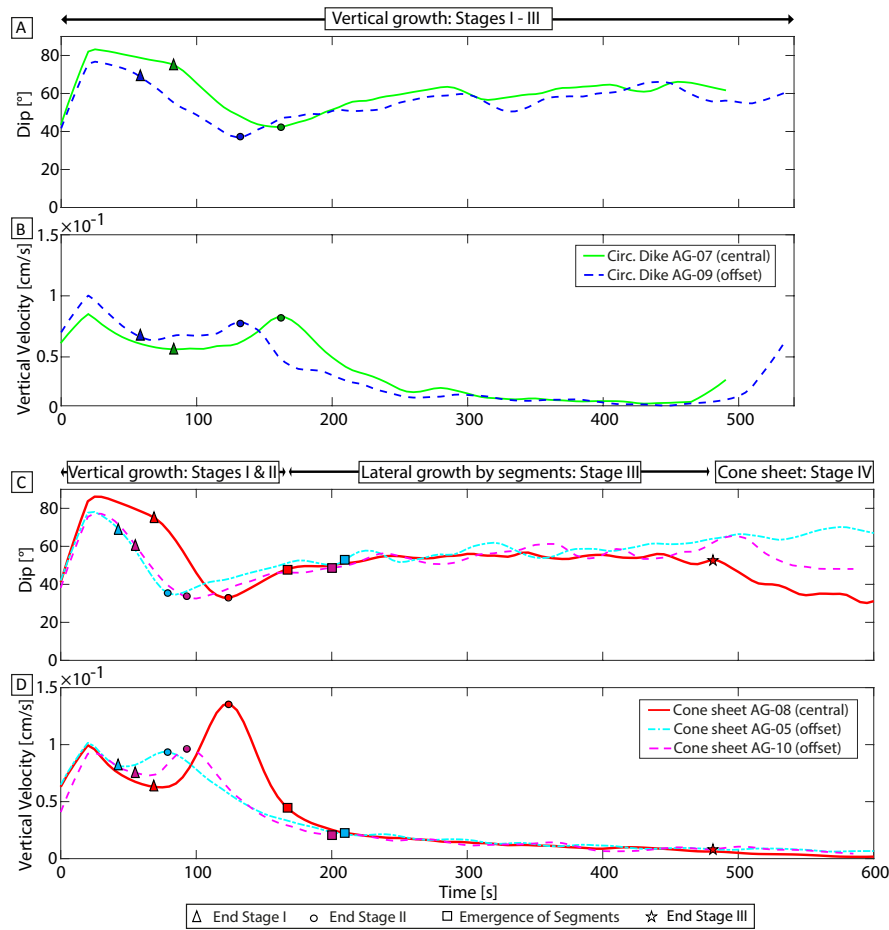 Vertical growth: Stages I - III
A
80
60
40
20
0
Dip [°]
B
×10⁻¹
1.5
1
0.5
0
Vertical Velocity [cm/s]
Circ. Dike AG-07 (central)
Circ. Dike AG-09 (offset)
0 100 200 300 400 500
Vertical growth: Stages I & II
Lateral growth by segments: Stage III
Cone sheet: Stage IV
C
80
60
40
20
0
Dip [°]
D
×10⁻¹
1.5
1
0.5
0
Vertical Velocity [cm/s]
Cone sheet AG-08 (central)
Cone sheet AG-05 (offset)
Cone sheet AG-10 (offset)
0 100 200 300 400 500 600
Time [s]
End Stage I
End Stage II
Emergence of Segments
End Stage III